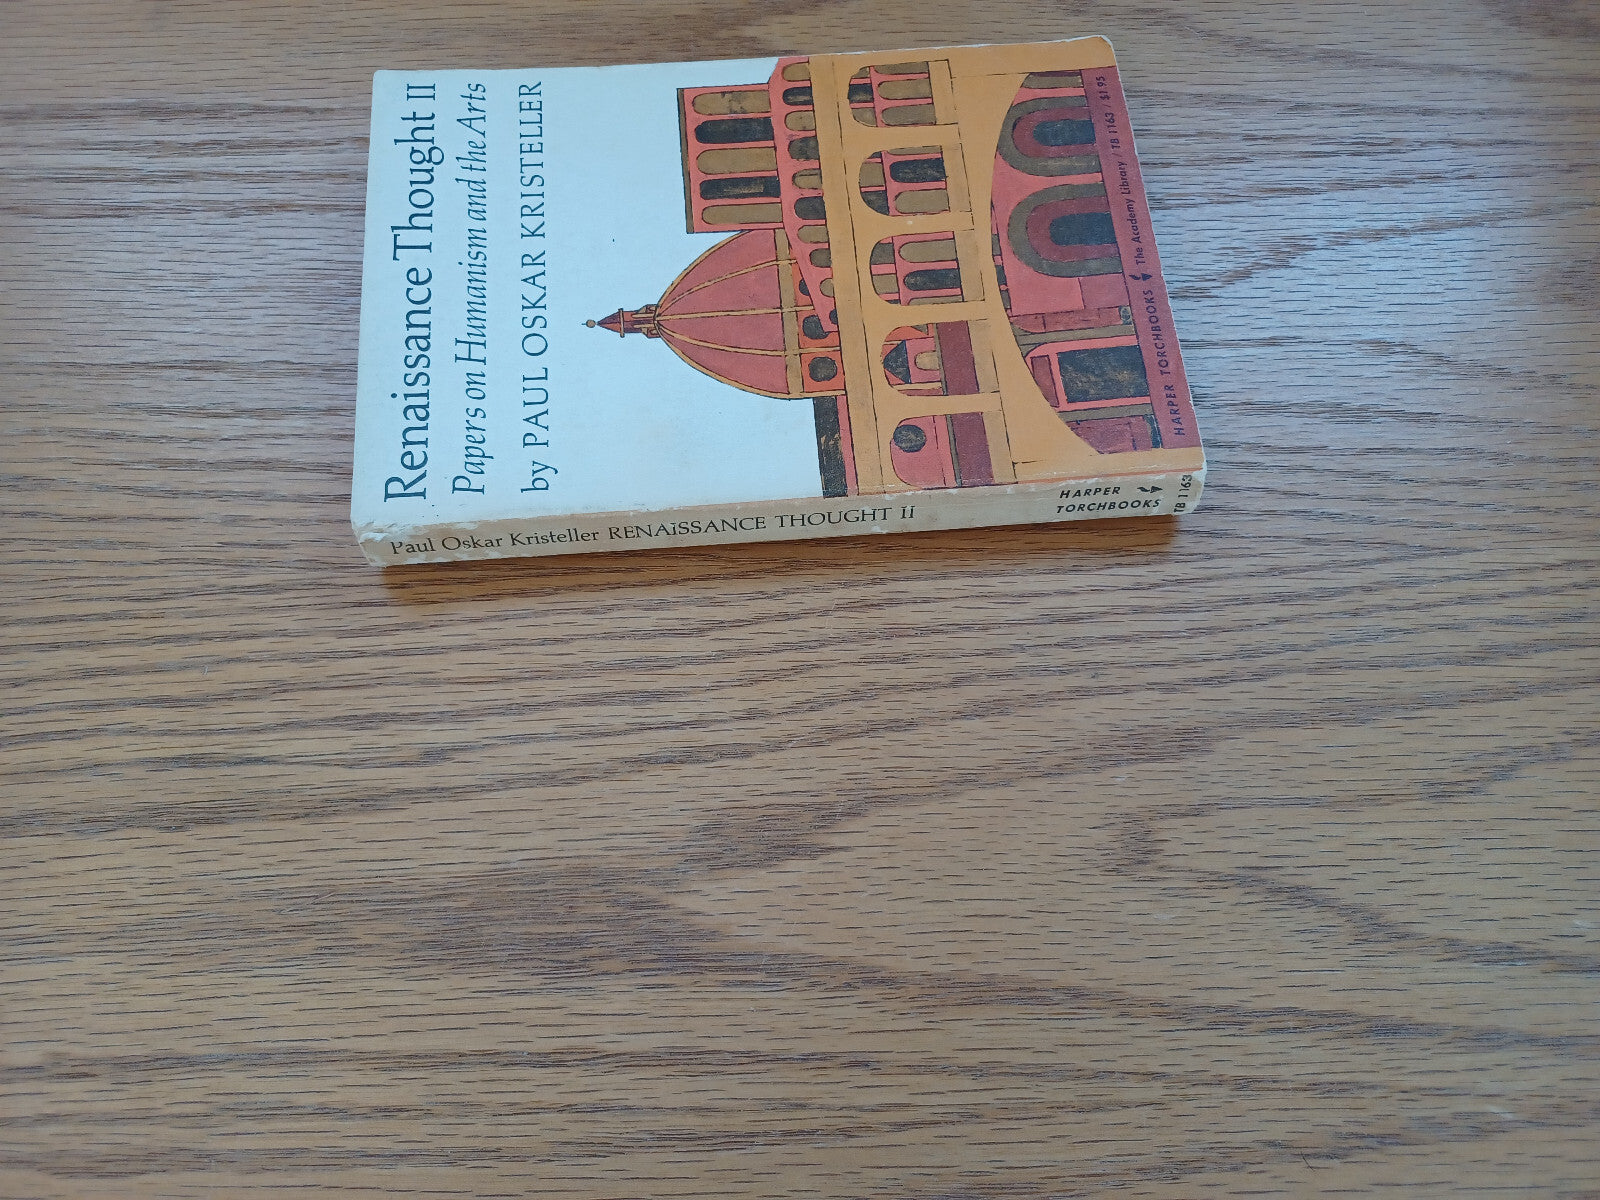 Renaissance Thought II
Papers on Humanism and the Arts
by PAUL OSKAR KRISTELLER
HARPER TORCHBOOKS The Academy Library / TB 1163 / $1.95
Paul Oskar Kristeller RENAISSANCE THOUGHT II
HARPER
TORCHBOOKS
TB 1163